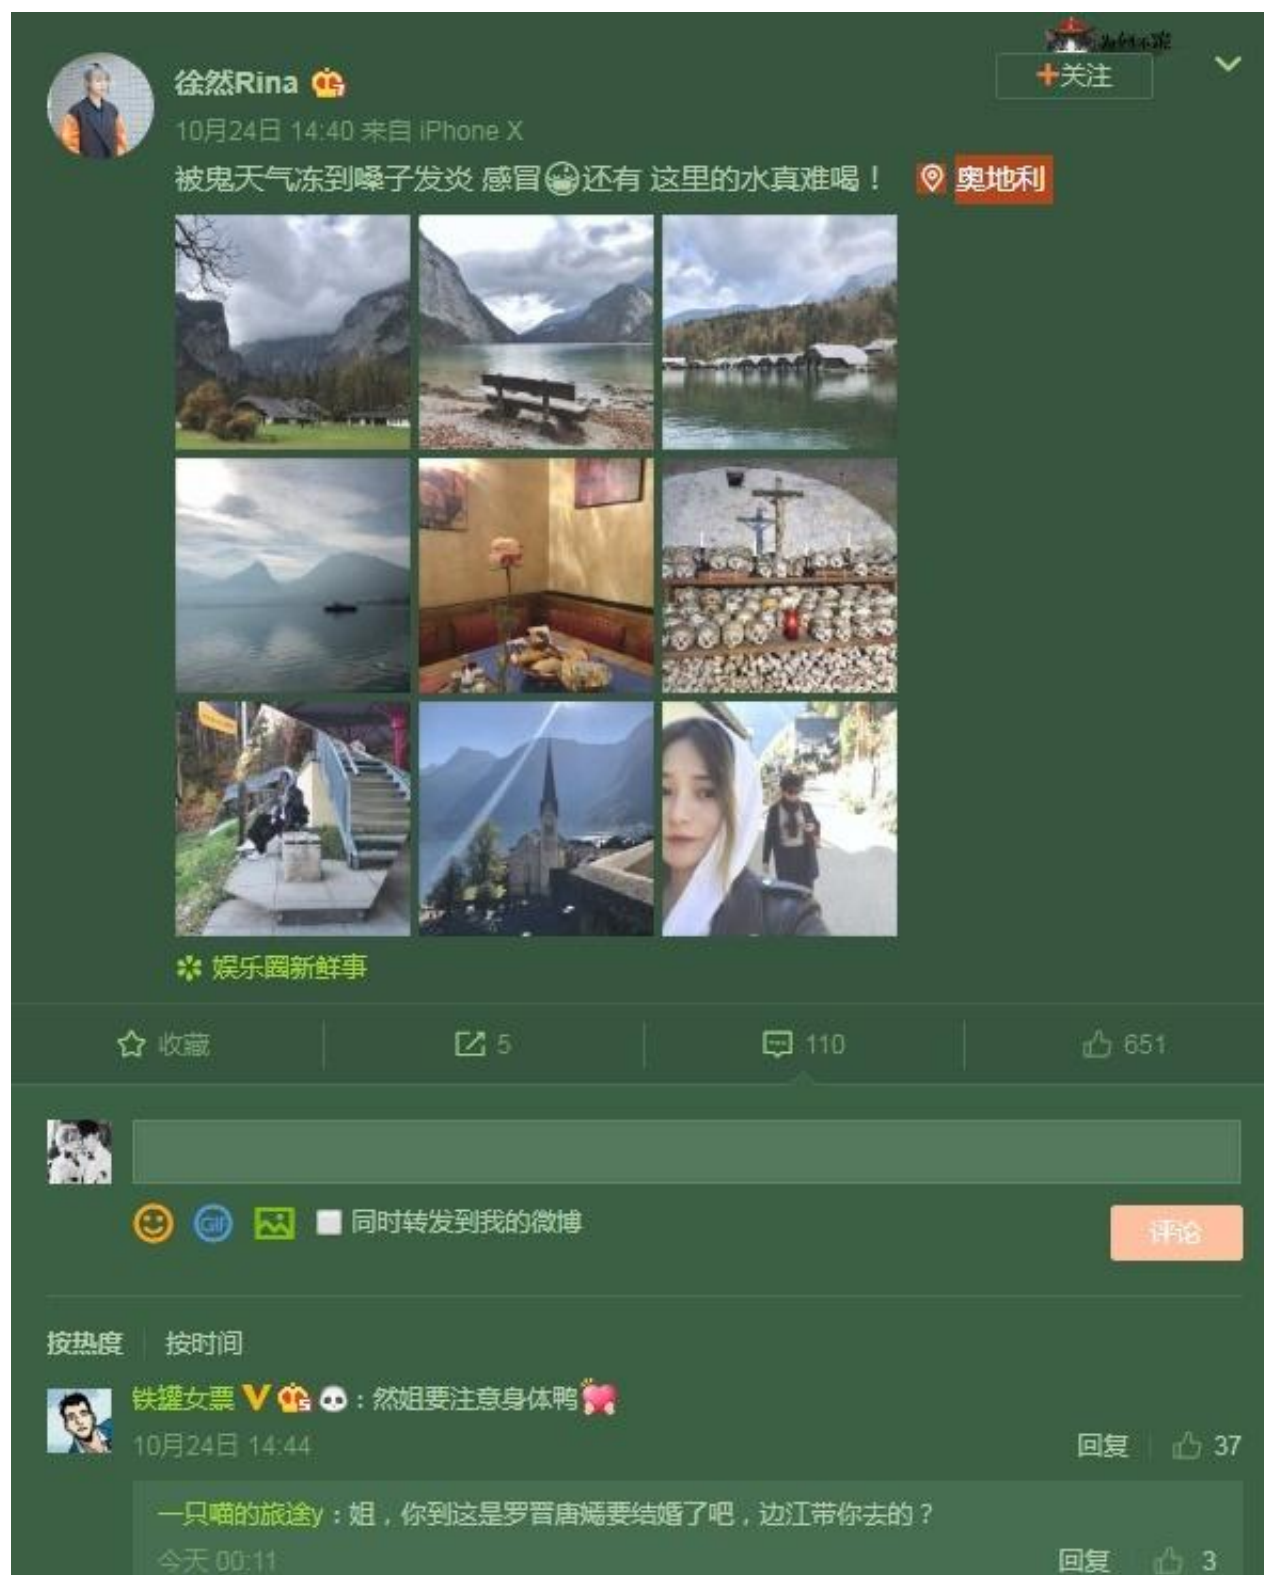 为何不宠
徐然Rina
+关注
10月24日 14:40 来自 iPhone X
被鬼天气冻到嗓子发炎 感冒还有 这里的水真难喝！ 奥地利
娱乐圈新鲜事
收藏 5 110 651
GIF 同时转发到我的微博
评论
按热度 按时间
铁罐女票：然姐要注意身体鸭
10月24日 14:44 回复 37
一只喵的旅途y：姐，你到这是罗晋唐嫣要结婚了吧，边江带你去的？
今天 00:11 回复 3